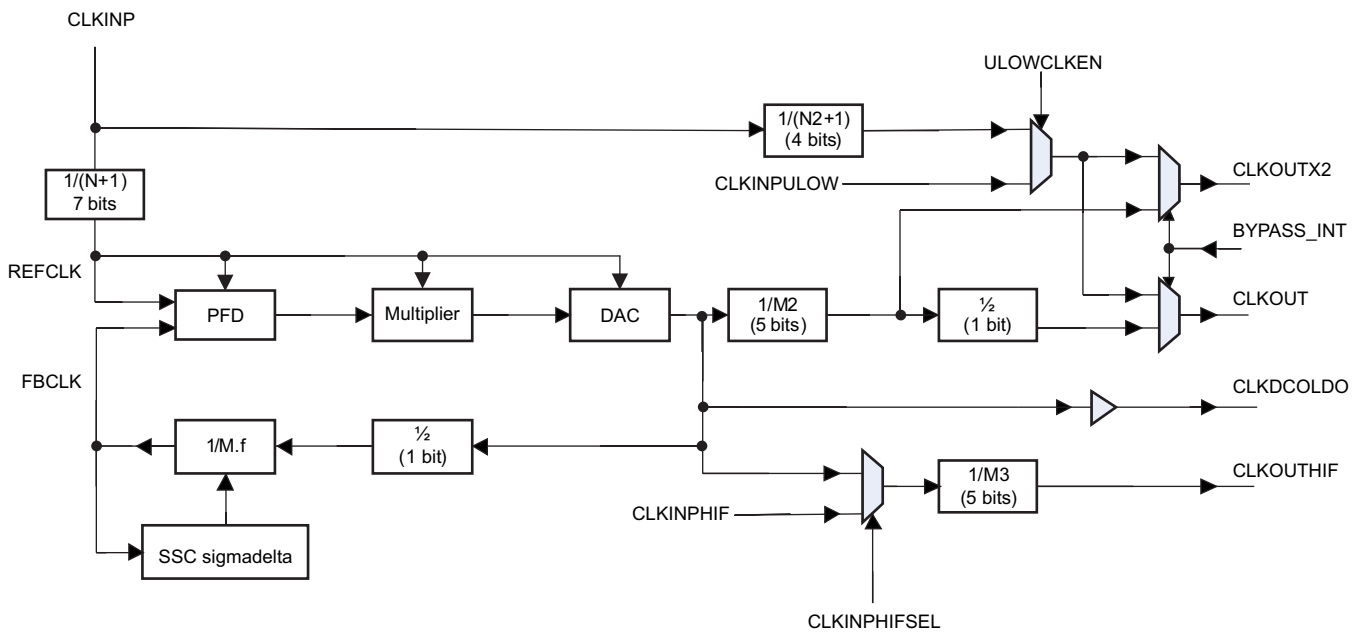 CLKINP
ULOWCLKEN
1/(N2+1)
(4 bits)
CLKINPULOW
CLKOUTX2
1/(N+1)
7 bits
BYPASS_INT
REFCLK
PFD
Multiplier
DAC
1/M2
(5 bits)
½
(1 bit)
CLKOUT
FBCLK
CLKDCOLDO
1/M.f
½
(1 bit)
1/M3
(5 bits)
CLKOUTHIF
CLKINPHIF
SSC sigmadelta
CLKINPHIFSEL